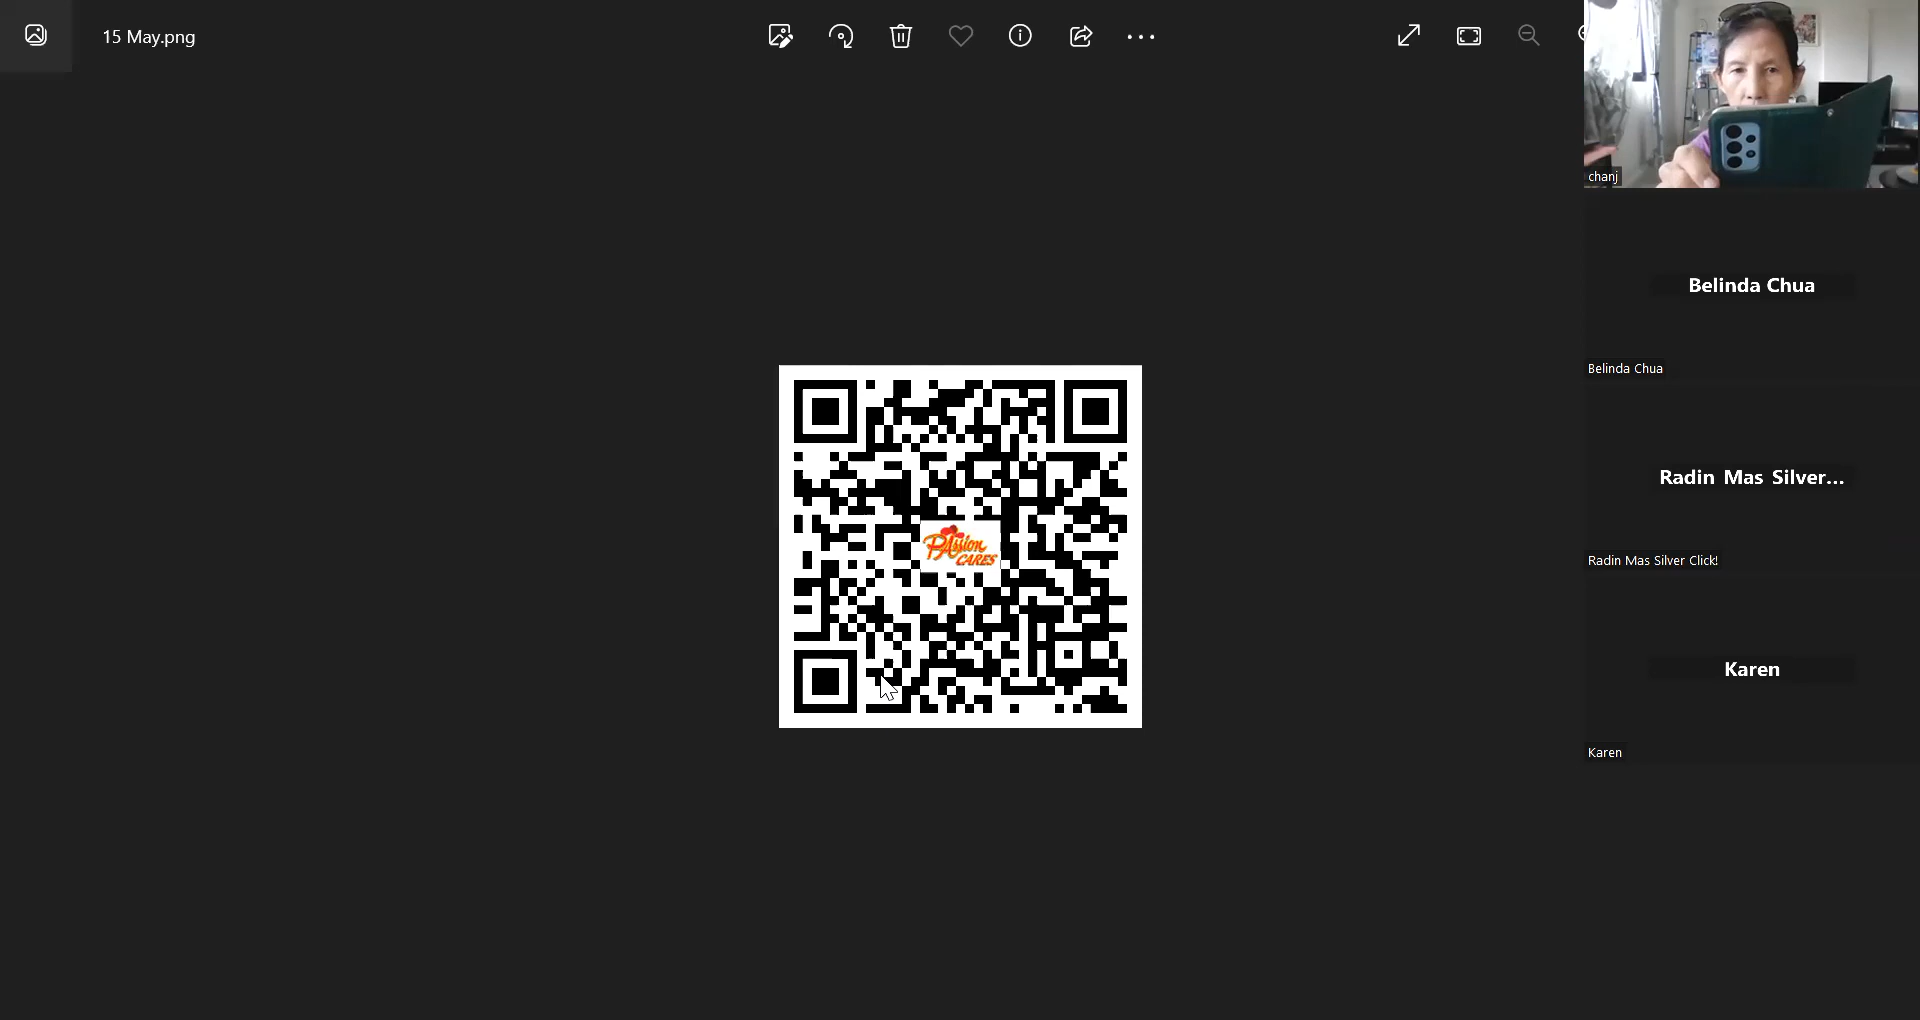 15 May.png
chanj
Belinda Chua
Belinda Chua
Radin Mas Silver...
Radin Mas Silver Click!
Karen
Karen
PAssion
CARES